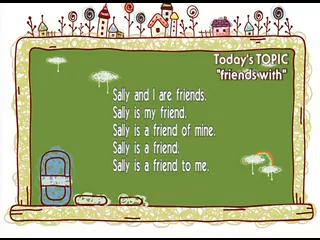 Today's TOPIC
"friends with"
Sally and I are friends.
Sally is my friend.
Sally is a friend of mine.
Sally is a friend.
Sally is a friend to me.